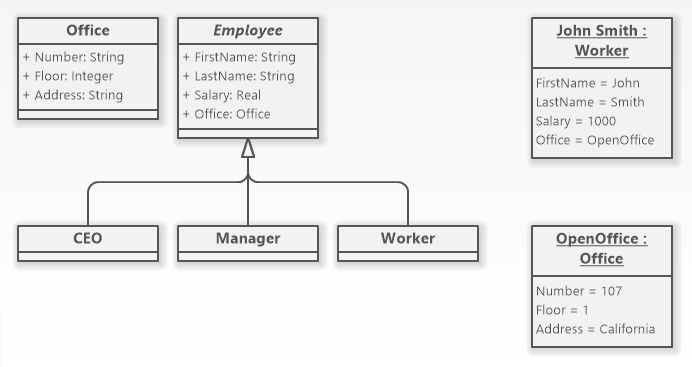 Office
+ Number: String
+ Floor: Integer
+ Address: String
Employee
+ FirstName: String
+ LastName: String
+ Salary: Real
+ Office: Office
CEO
Manager
Worker
John Smith :
Worker
FirstName = John
LastName = Smith
Salary = 1000
Office = OpenOffice
OpenOffice :
Office
Number = 107
Floor = 1
Address = California